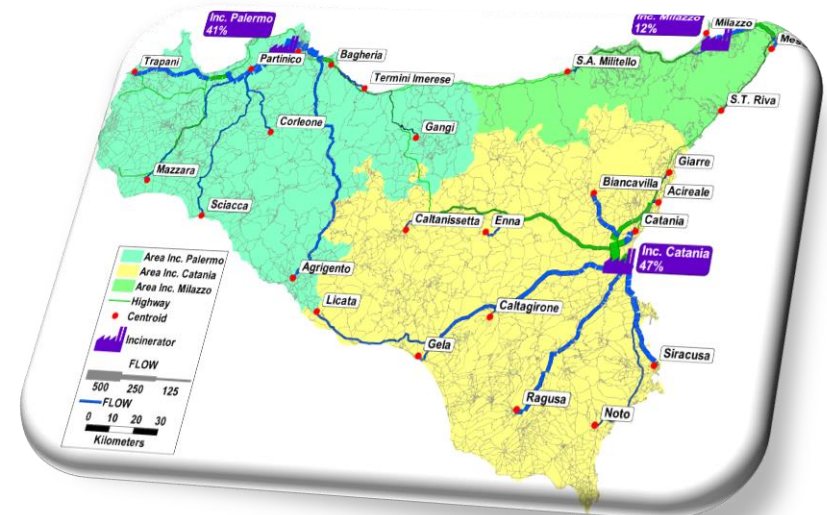 Inc. Palermo
41%
Inc. Milazzo
12%
Milazzo
Trapani
Partinico
Bagheria
Termini Imerese
S.A. Militello
S.T. Riva
Corleone
Gangi
Mazzara
Sciacca
Giarre
Biancavilla
Acireale
Caltanissetta
Enna
Catania
Inc. Catania
47%
Agrigento
Licata
Caltagirone
Gela
Siracusa
Ragusa
Noto
Area Inc. Palermo
Area Inc. Catania
Area Inc. Milazzo
Highway
Centroid
Incinerator
FLOW
500 250 125
FLOW
0 10 20 30
Kilometers